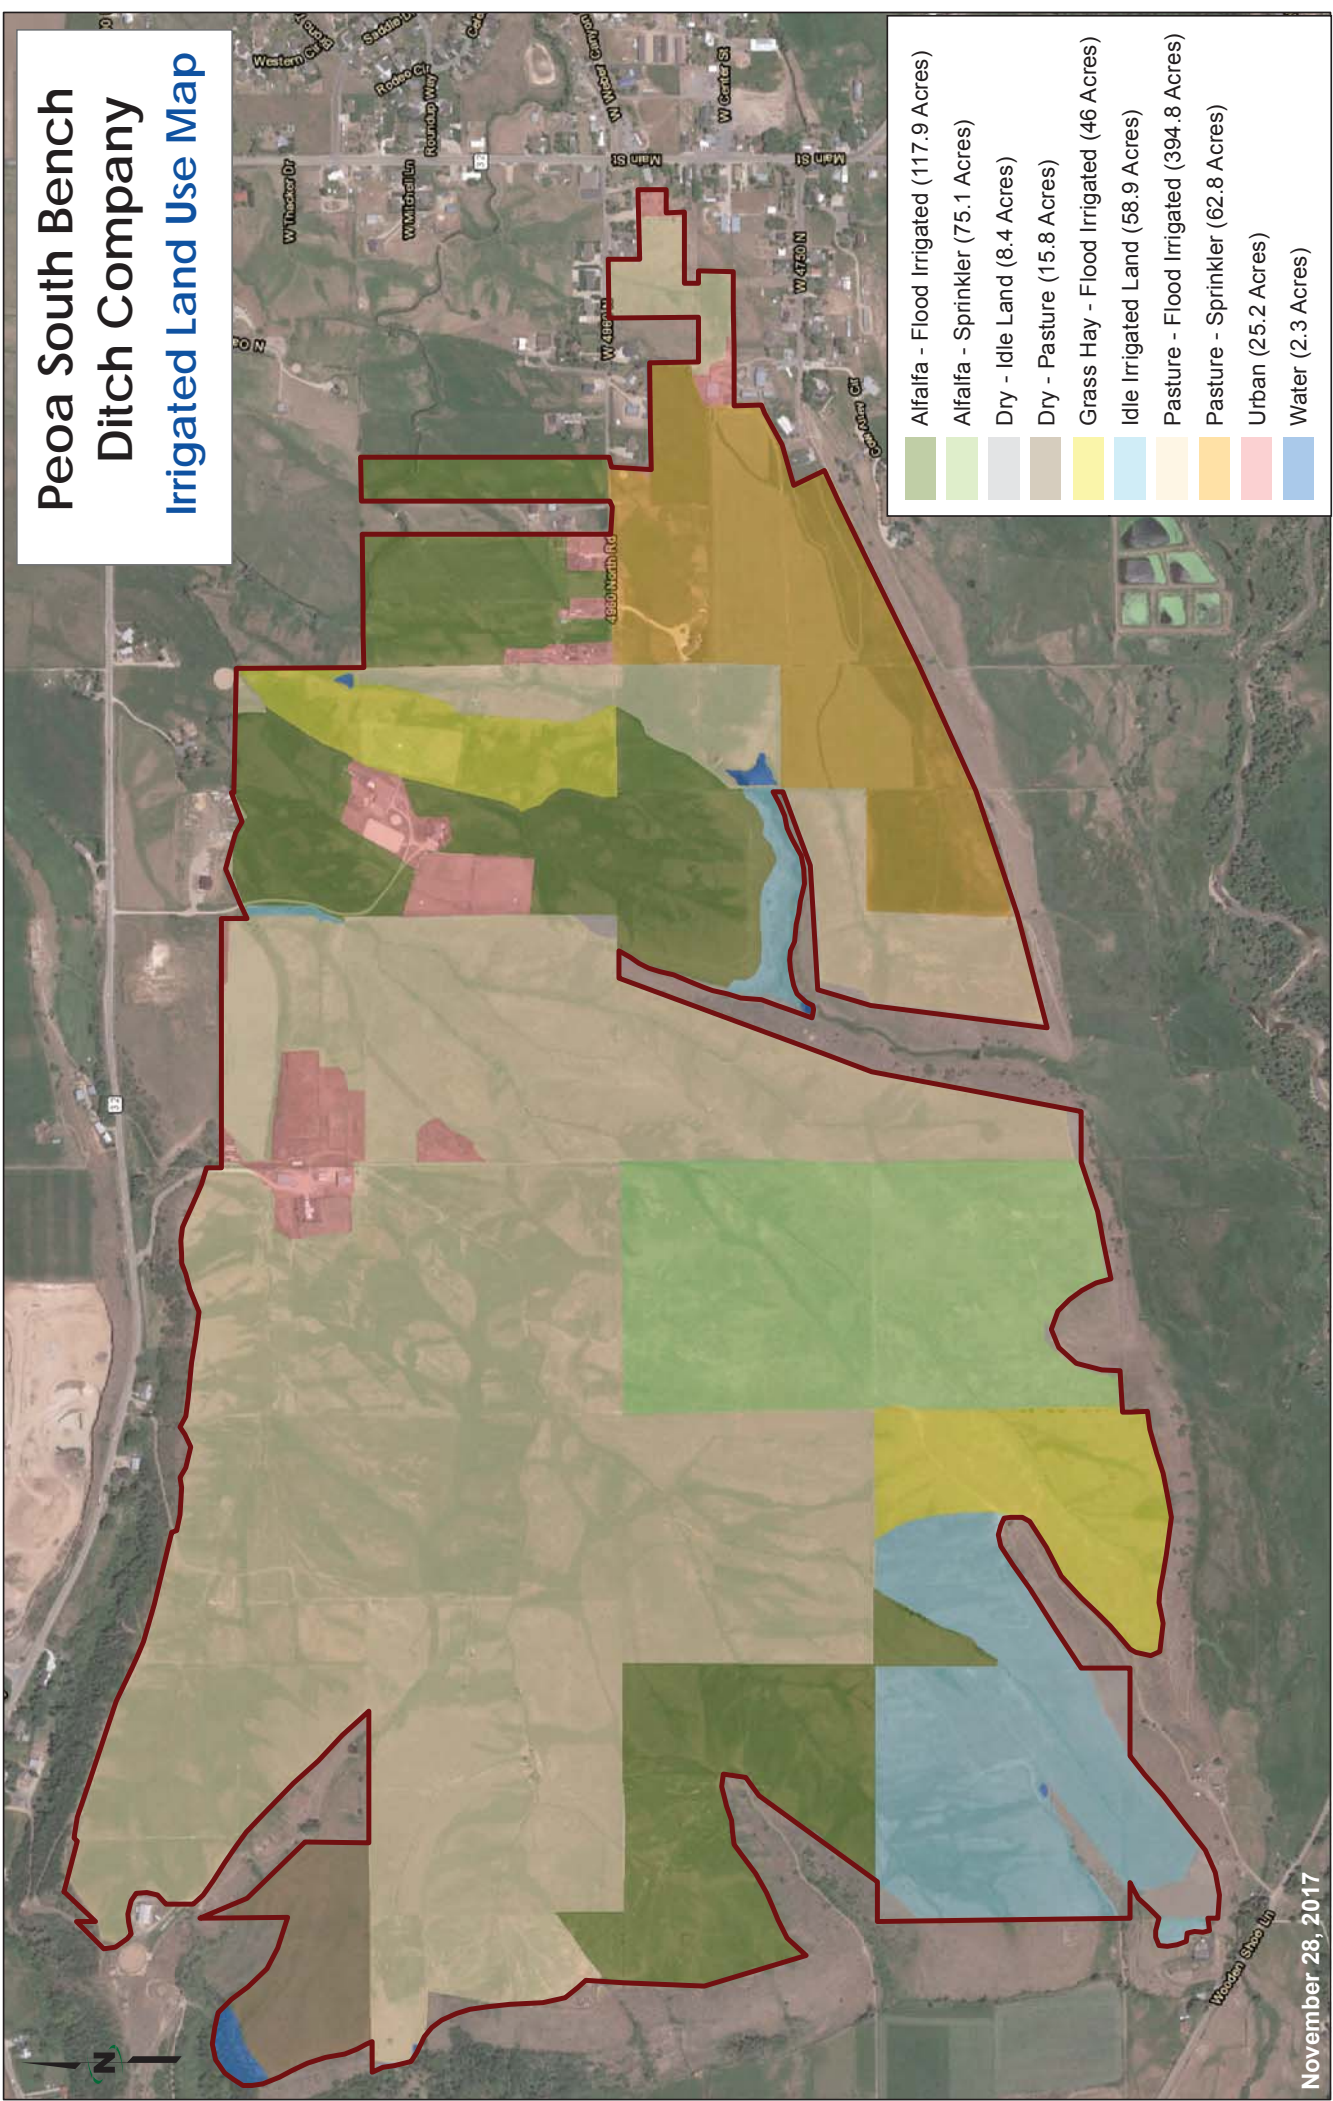 Peoa South Bench
Ditch Company
Irrigated Land Use Map
Alfalfa - Flood Irrigated (117.9 Acres)
Alfalfa - Sprinkler (75.1 Acres)
Dry - Idle Land (8.4 Acres)
Dry - Pasture (15.8 Acres)
Grass Hay - Flood Irrigated (46 Acres)
Idle Irrigated Land (58.9 Acres)
Pasture - Flood Irrigated (394.8 Acres)
Pasture - Sprinkler (62.8 Acres)
Urban (25.2 Acres)
Water (2.3 Acres)
Western Cir
Rodeo Cir
Roundup Way
W Thacker Dr
W Mitchell Ln
32
Main St
W Center St
Main St
W 4750 N
4960 North Rd
32
Wooden Shoe Ln
N
November 28, 2017